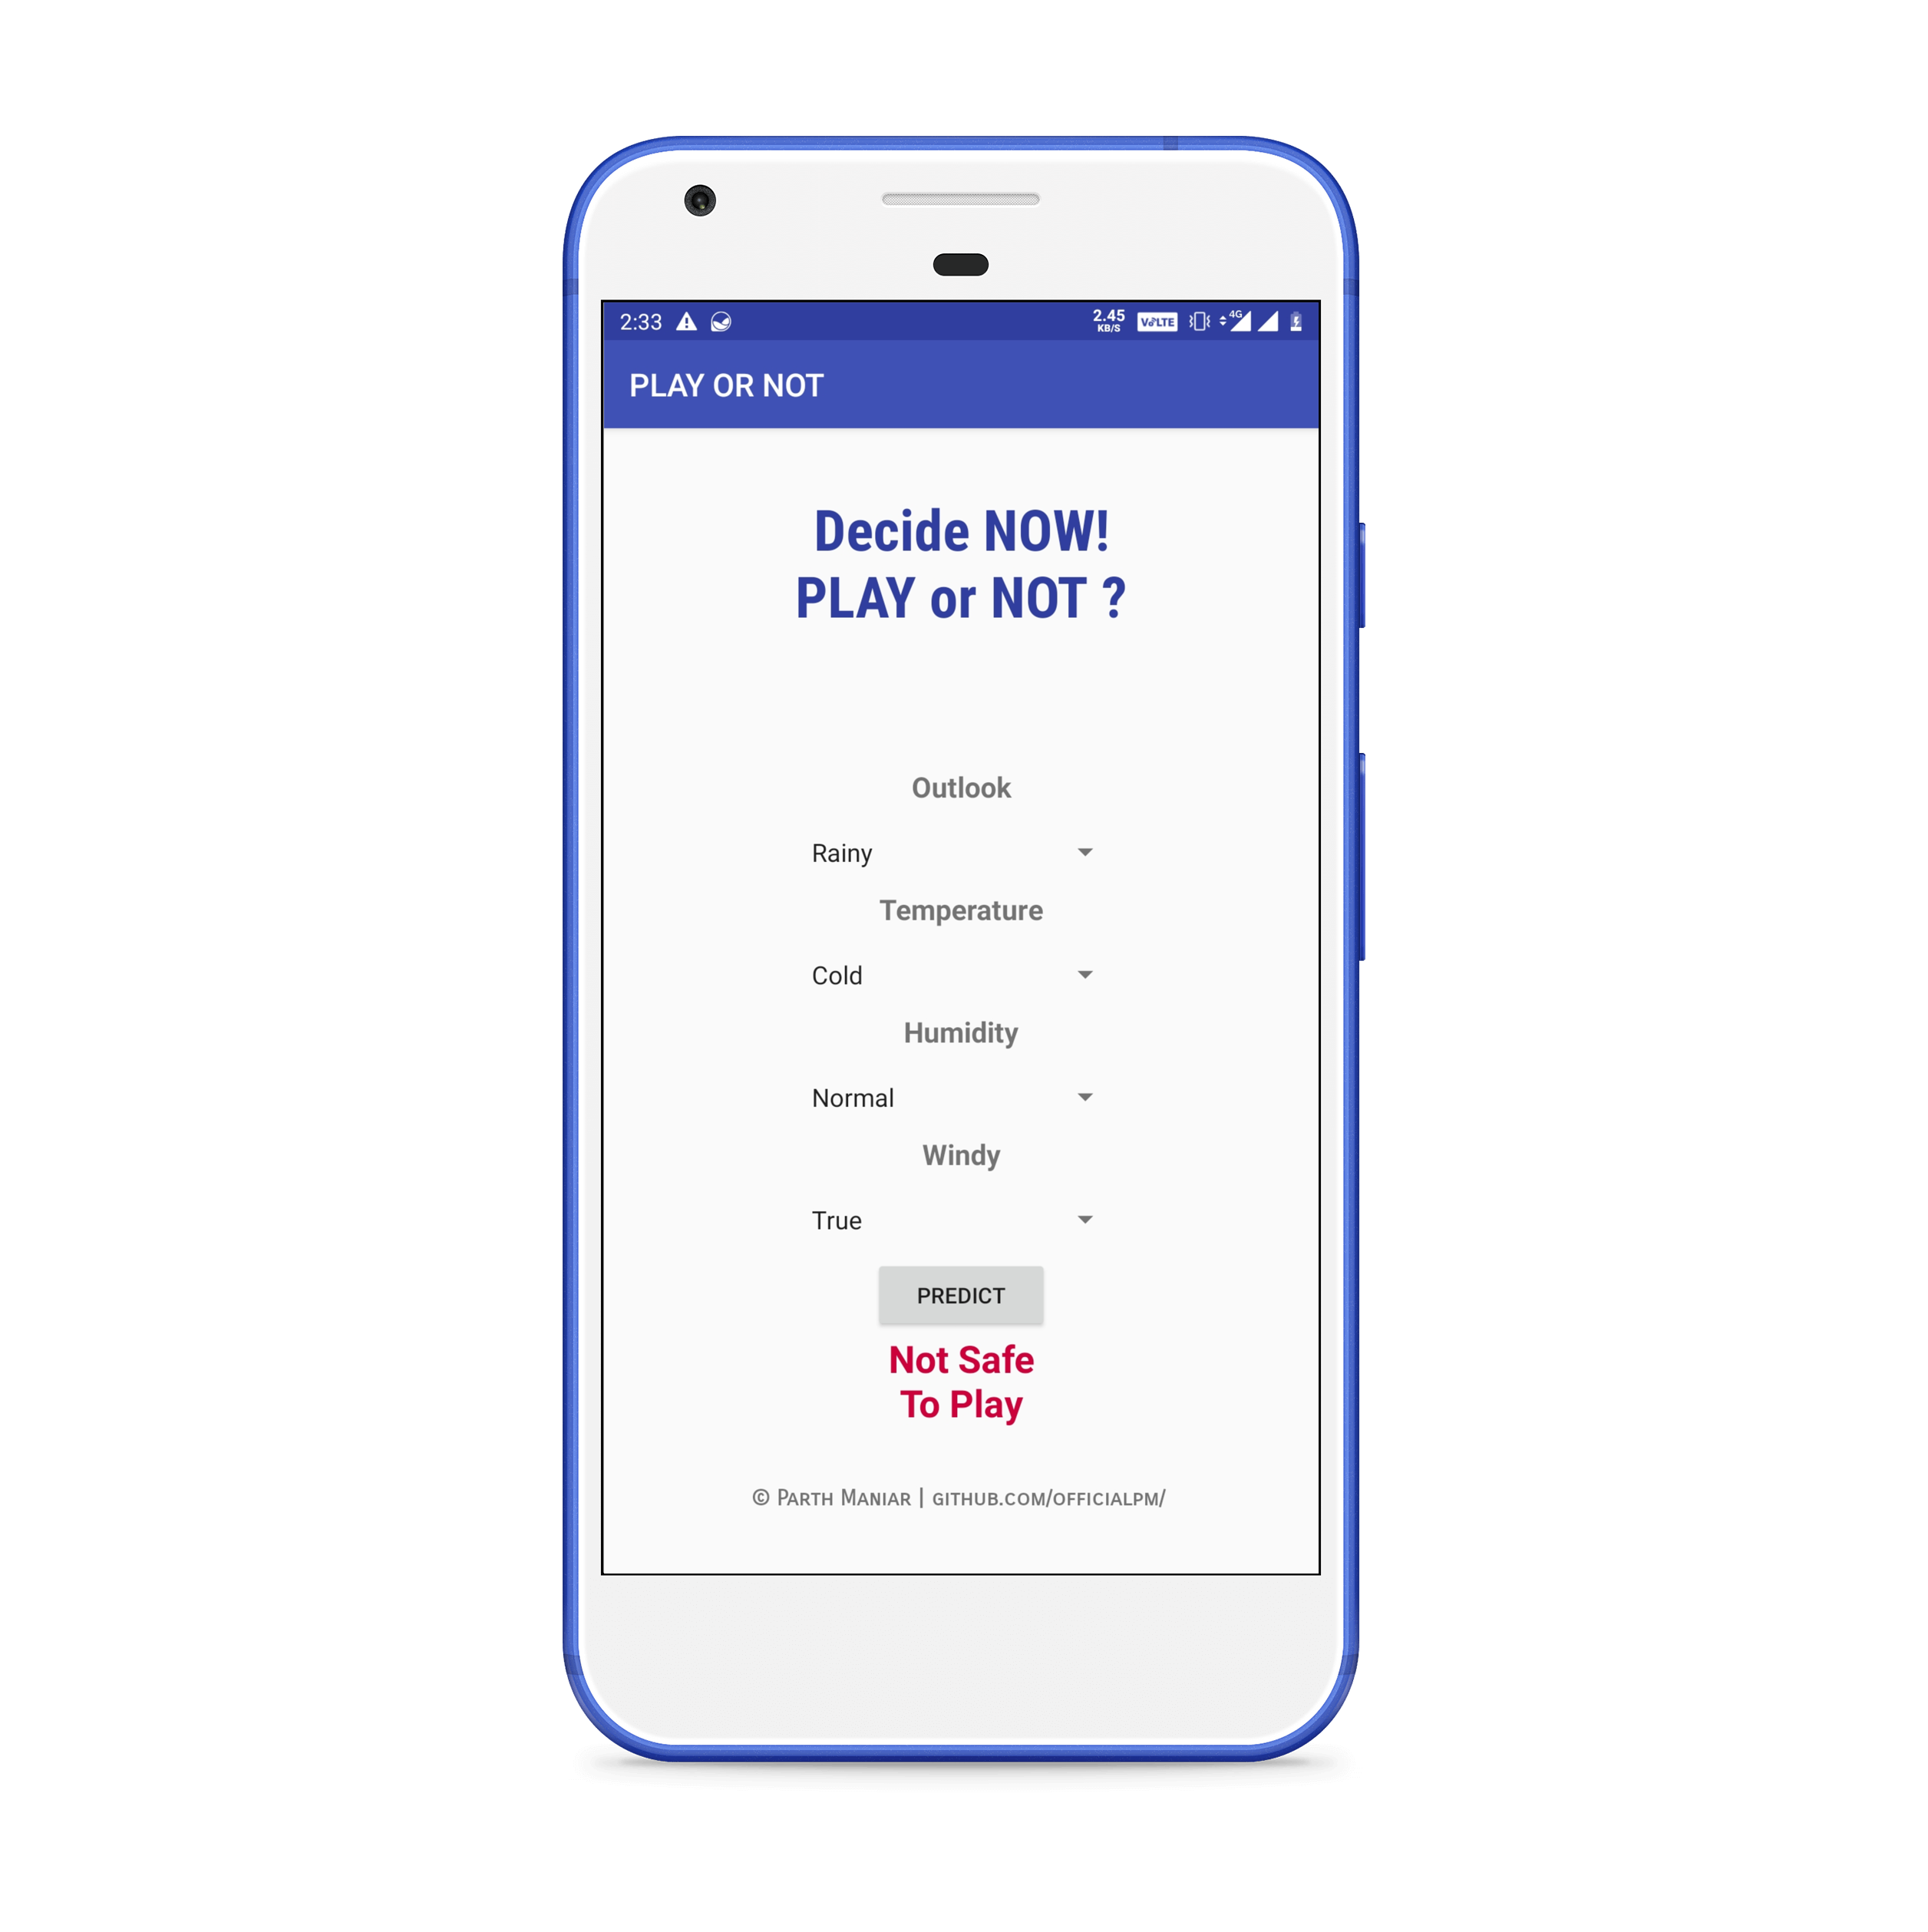 2:33 2.45 KB/S VoLTE 4G
PLAY OR NOT
Decide NOW!
PLAY or NOT ?
Outlook
Rainy
Temperature
Cold
Humidity
Normal
Windy
True
PREDICT
Not Safe
To Play
© Parth Maniar | github.com/officialpm/